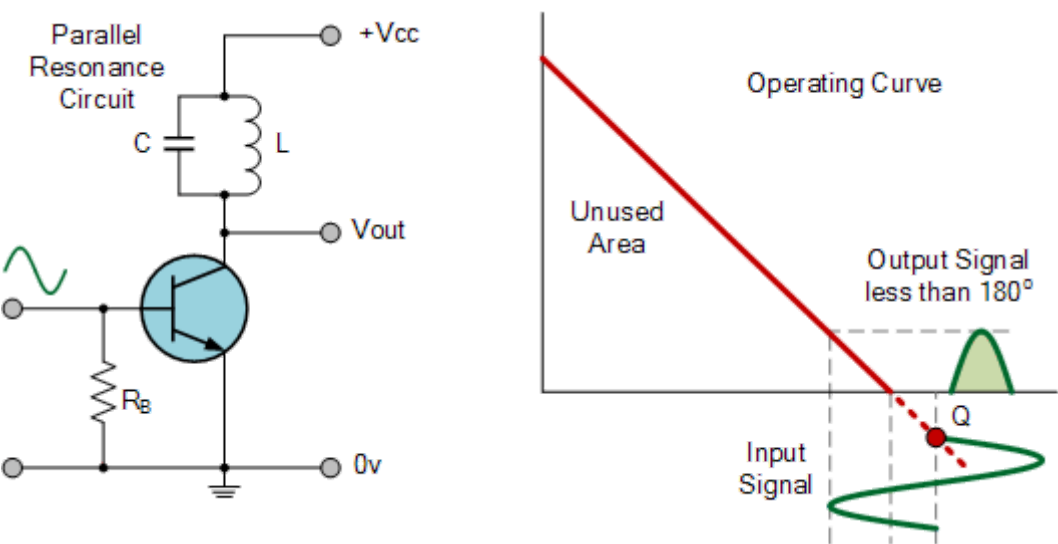 Parallel
Resonance
Circuit
+Vcc
C
L
Vout
RB
0v
Operating Curve
Unused
Area
Output Signal
less than 180°
Q
Input
Signal